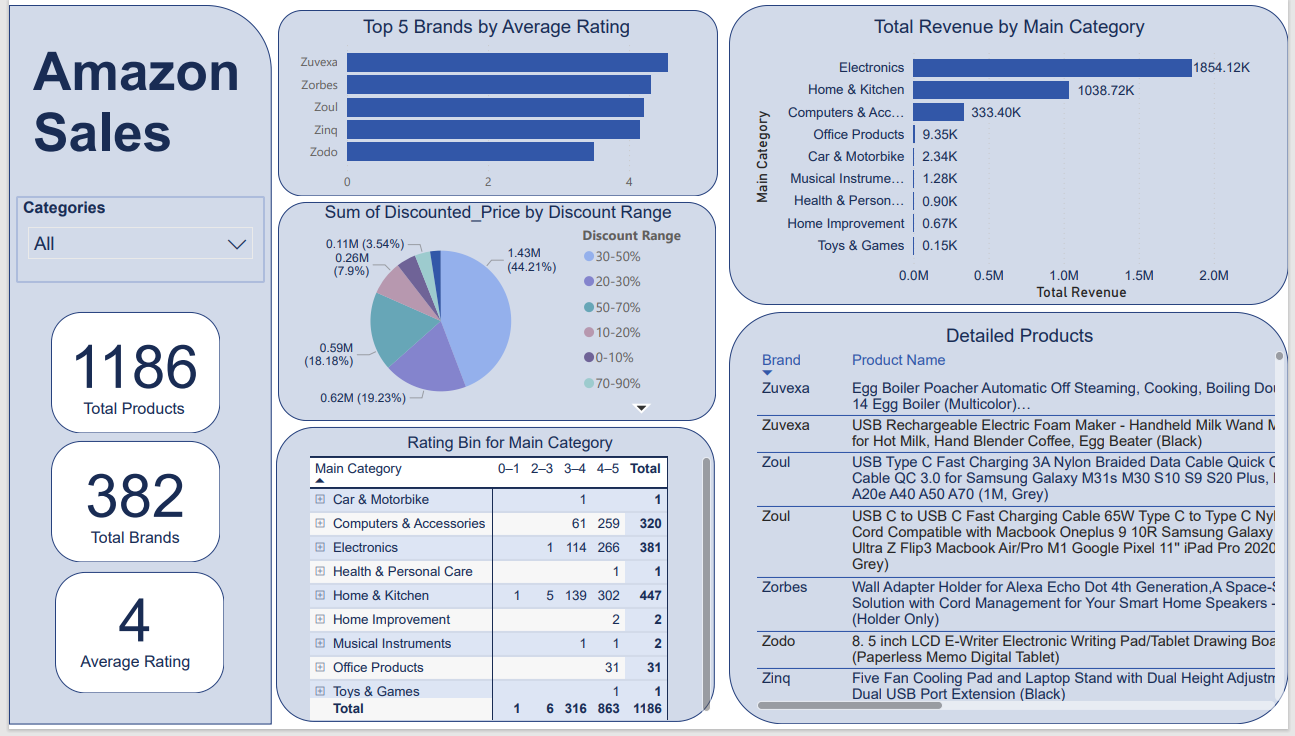 Amazon
Sales
Categories
All
1186
Total Products
382
Total Brands
4
Average Rating
Top 5 Brands by Average Rating
Zuvexa
Zorbes
Zoul
Zinq
Zodo
0 2 4
Sum of Discounted_Price by Discount Range
0.11M (3.54%)
0.26M
(7.9%)
0.59M
(18.18%)
0.62M (19.23%)
1.43M
(44.21%)
Discount Range
30-50%
20-30%
50-70%
10-20%
0-10%
70-90%
Rating Bin for Main Category
Main Category 0–1 2–3 3–4 4–5 Total
Car & Motorbike 1 1
Computers & Accessories 61 259 320
Electronics 1 114 266 381
Health & Personal Care 1 1
Home & Kitchen 1 5 139 302 447
Home Improvement 2 2
Musical Instruments 1 1 2
Office Products 31 31
Toys & Games 1 1
Total 1 6 316 863 1186
Total Revenue by Main Category
Main Category
Electronics 1854.12K
Home & Kitchen 1038.72K
Computers & Acc... 333.40K
Office Products 9.35K
Car & Motorbike 2.34K
Musical Instrume... 1.28K
Health & Person... 0.90K
Home Improvement 0.67K
Toys & Games 0.15K
0.0M 0.5M 1.0M 1.5M 2.0M
Total Revenue
Detailed Products
Brand Product Name
Zuvexa Egg Boiler Poacher Automatic Off Steaming, Cooking, Boiling Do
14 Egg Boiler (Multicolor)…
Zuvexa USB Rechargeable Electric Foam Maker - Handheld Milk Wand M
for Hot Milk, Hand Blender Coffee, Egg Beater (Black)
Zoul USB Type C Fast Charging 3A Nylon Braided Data Cable Quick C
Cable QC 3.0 for Samsung Galaxy M31s M30 S10 S9 S20 Plus,
A20e A40 A50 A70 (1M, Grey)
Zoul USB C to USB C Fast Charging Cable 65W Type C to Type C Nyl
Cord Compatible with Macbook Oneplus 9 10R Samsung Galaxy
Ultra Z Flip3 Macbook Air/Pro M1 Google Pixel 11" iPad Pro 2020
Grey)
Zorbes Wall Adapter Holder for Alexa Echo Dot 4th Generation,A Space-S
Solution with Cord Management for Your Smart Home Speakers -
(Holder Only)
Zodo 8. 5 inch LCD E-Writer Electronic Writing Pad/Tablet Drawing Boa
(Paperless Memo Digital Tablet)
Zinq Five Fan Cooling Pad and Laptop Stand with Dual Height Adjustm
Dual USB Port Extension (Black)